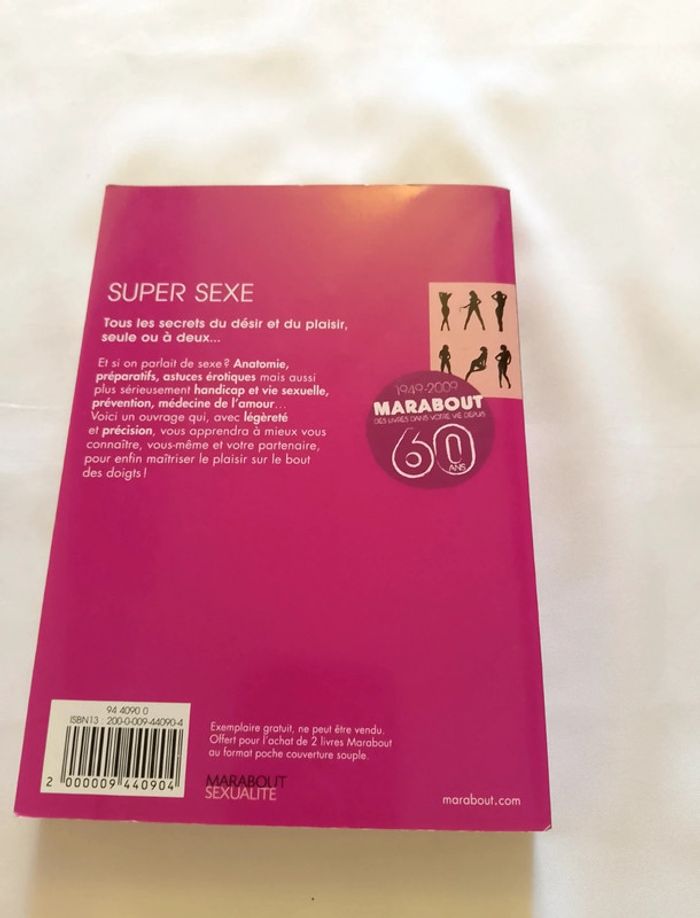 SUPER SEXE
Tous les secrets du désir et du plaisir,
seule ou à deux...
Et si on parlait de sexe ? Anatomie,
préparatifs, astuces érotiques mais aussi
plus sérieusement handicap et vie sexuelle,
prévention, médecine de l'amour...
Voici un ouvrage qui, avec légèreté
et précision, vous apprendra à mieux vous
connaître, vous-même et votre partenaire,
pour enfin maîtriser le plaisir sur le bout
des doigts !
1949-2009
MARABOUT
DES LIVRES DANS VOTRE VIE DEPUIS
60
ANS
94 4090 0
ISBN13 : 200-0-009-44090-4
2 000009 440904
Exemplaire gratuit, ne peut être vendu.
Offert pour l'achat de 2 livres Marabout
au format poche couverture souple.
MARABOUT
SEXUALITÉ
marabout.com